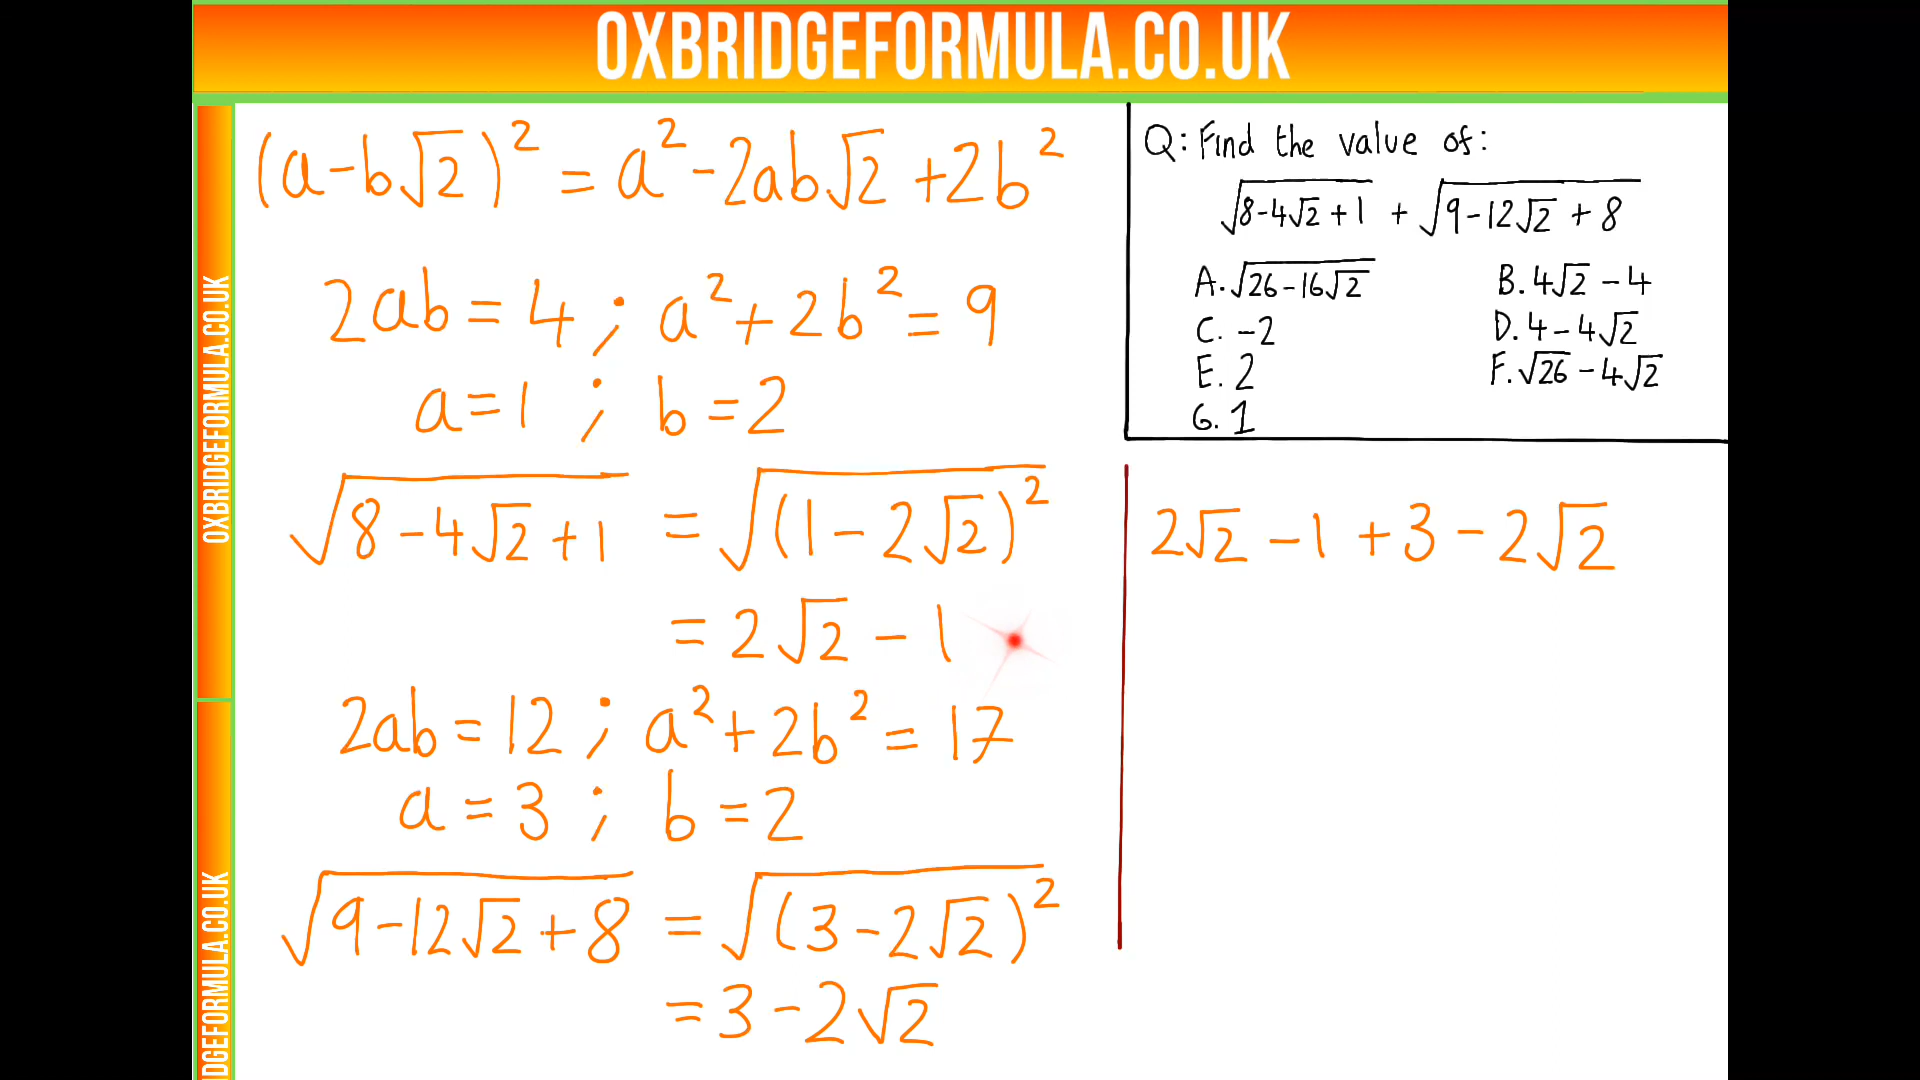 OXBRIDGEFORMULA.CO.UK
OXBRIDGEFORMULA.CO.UK
DGEFORMULA.CO.UK
(a-b√2)² = a² -2ab√2 +2b²
2ab = 4 ; a² + 2b² = 9
a=1 ; b=2
√(8-4√2+1) = √((1-2√2)²)
= 2√2 - 1
2ab = 12 ; a² + 2b² = 17
a = 3 ; b = 2
√(9-12√2+8) = √((3-2√2)²)
= 3 - 2√2
Q: Find the value of:
√(8-4√2+1) + √(9-12√2+8)
A. √(26-16√2) B. 4√2 - 4
C. -2 D. 4 - 4√2
E. 2 F. √26 - 4√2
G. 1
2√2 - 1 + 3 - 2√2